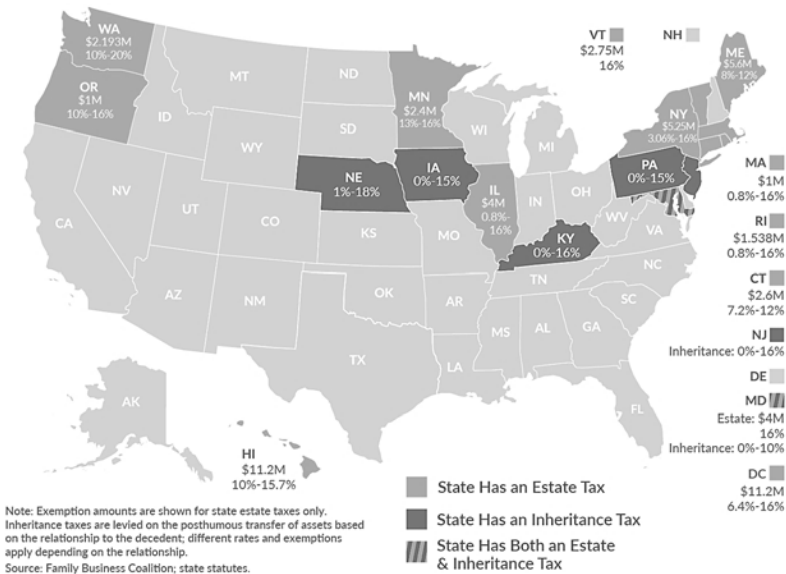 WA
$2.193M
10%-20%
OR
$1M
10%-16%
MT
ID
WY
ND
SD
MN
$2.4M
13%-16%
WI
MI
VT
$2.75M
16%
NH
ME
$5.6M
8%-12%
NY
$5.25M
3.06%-16%
NE
1%-18%
IA
0%-15%
IL
$4M
0.8%-
16%
IN
OH
PA
0%-15%
NV
UT
CO
CA
KS
MO
KY
0%-16%
WV
VA
AZ
NM
OK
AR
TN
NC
SC
MS
AL
GA
TX
LA
FL
AK
HI
$11.2M
10%-15.7%
MA
$1M
0.8%-16%
RI
$1.538M
0.8%-16%
CT
$2.6M
7.2%-12%
NJ
Inheritance: 0%-16%
DE
MD
Estate: $4M
16%
Inheritance: 0%-10%
DC
$11.2M
6.4%-16%
State Has an Estate Tax
State Has an Inheritance Tax
State Has Both an Estate
& Inheritance Tax
Note: Exemption amounts are shown for state estate taxes only.
Inheritance taxes are levied on the posthumous transfer of assets based
on the relationship to the decedent; different rates and exemptions
apply depending on the relationship.
Source: Family Business Coalition; state statutes.